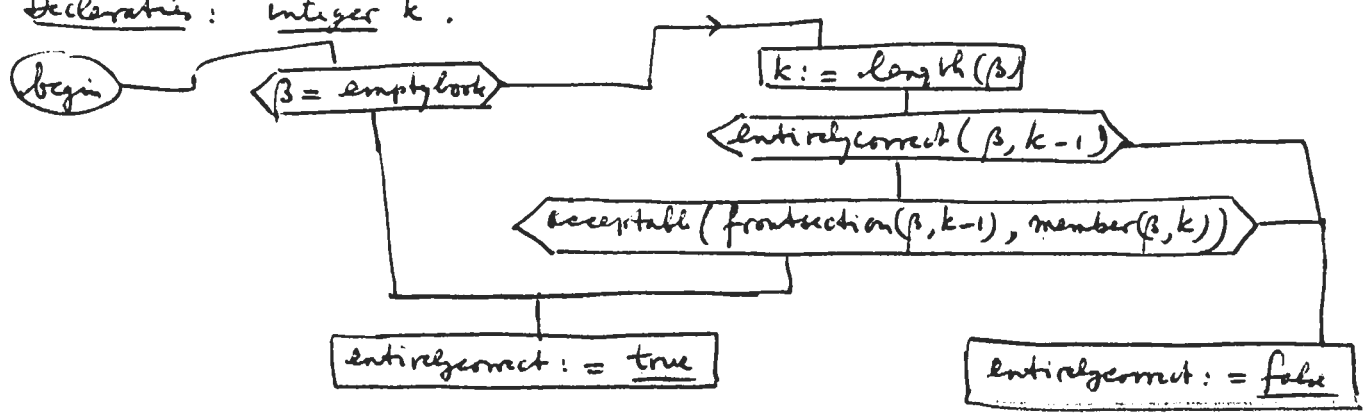 Declaration: integer k.
begin
β = emptybook
k := length(β)
entirelycorrect(β, k-1)
acceptable(frontsection(β, k-1), member(β, k))
entirelycorrect := true
entirelycorrect := false